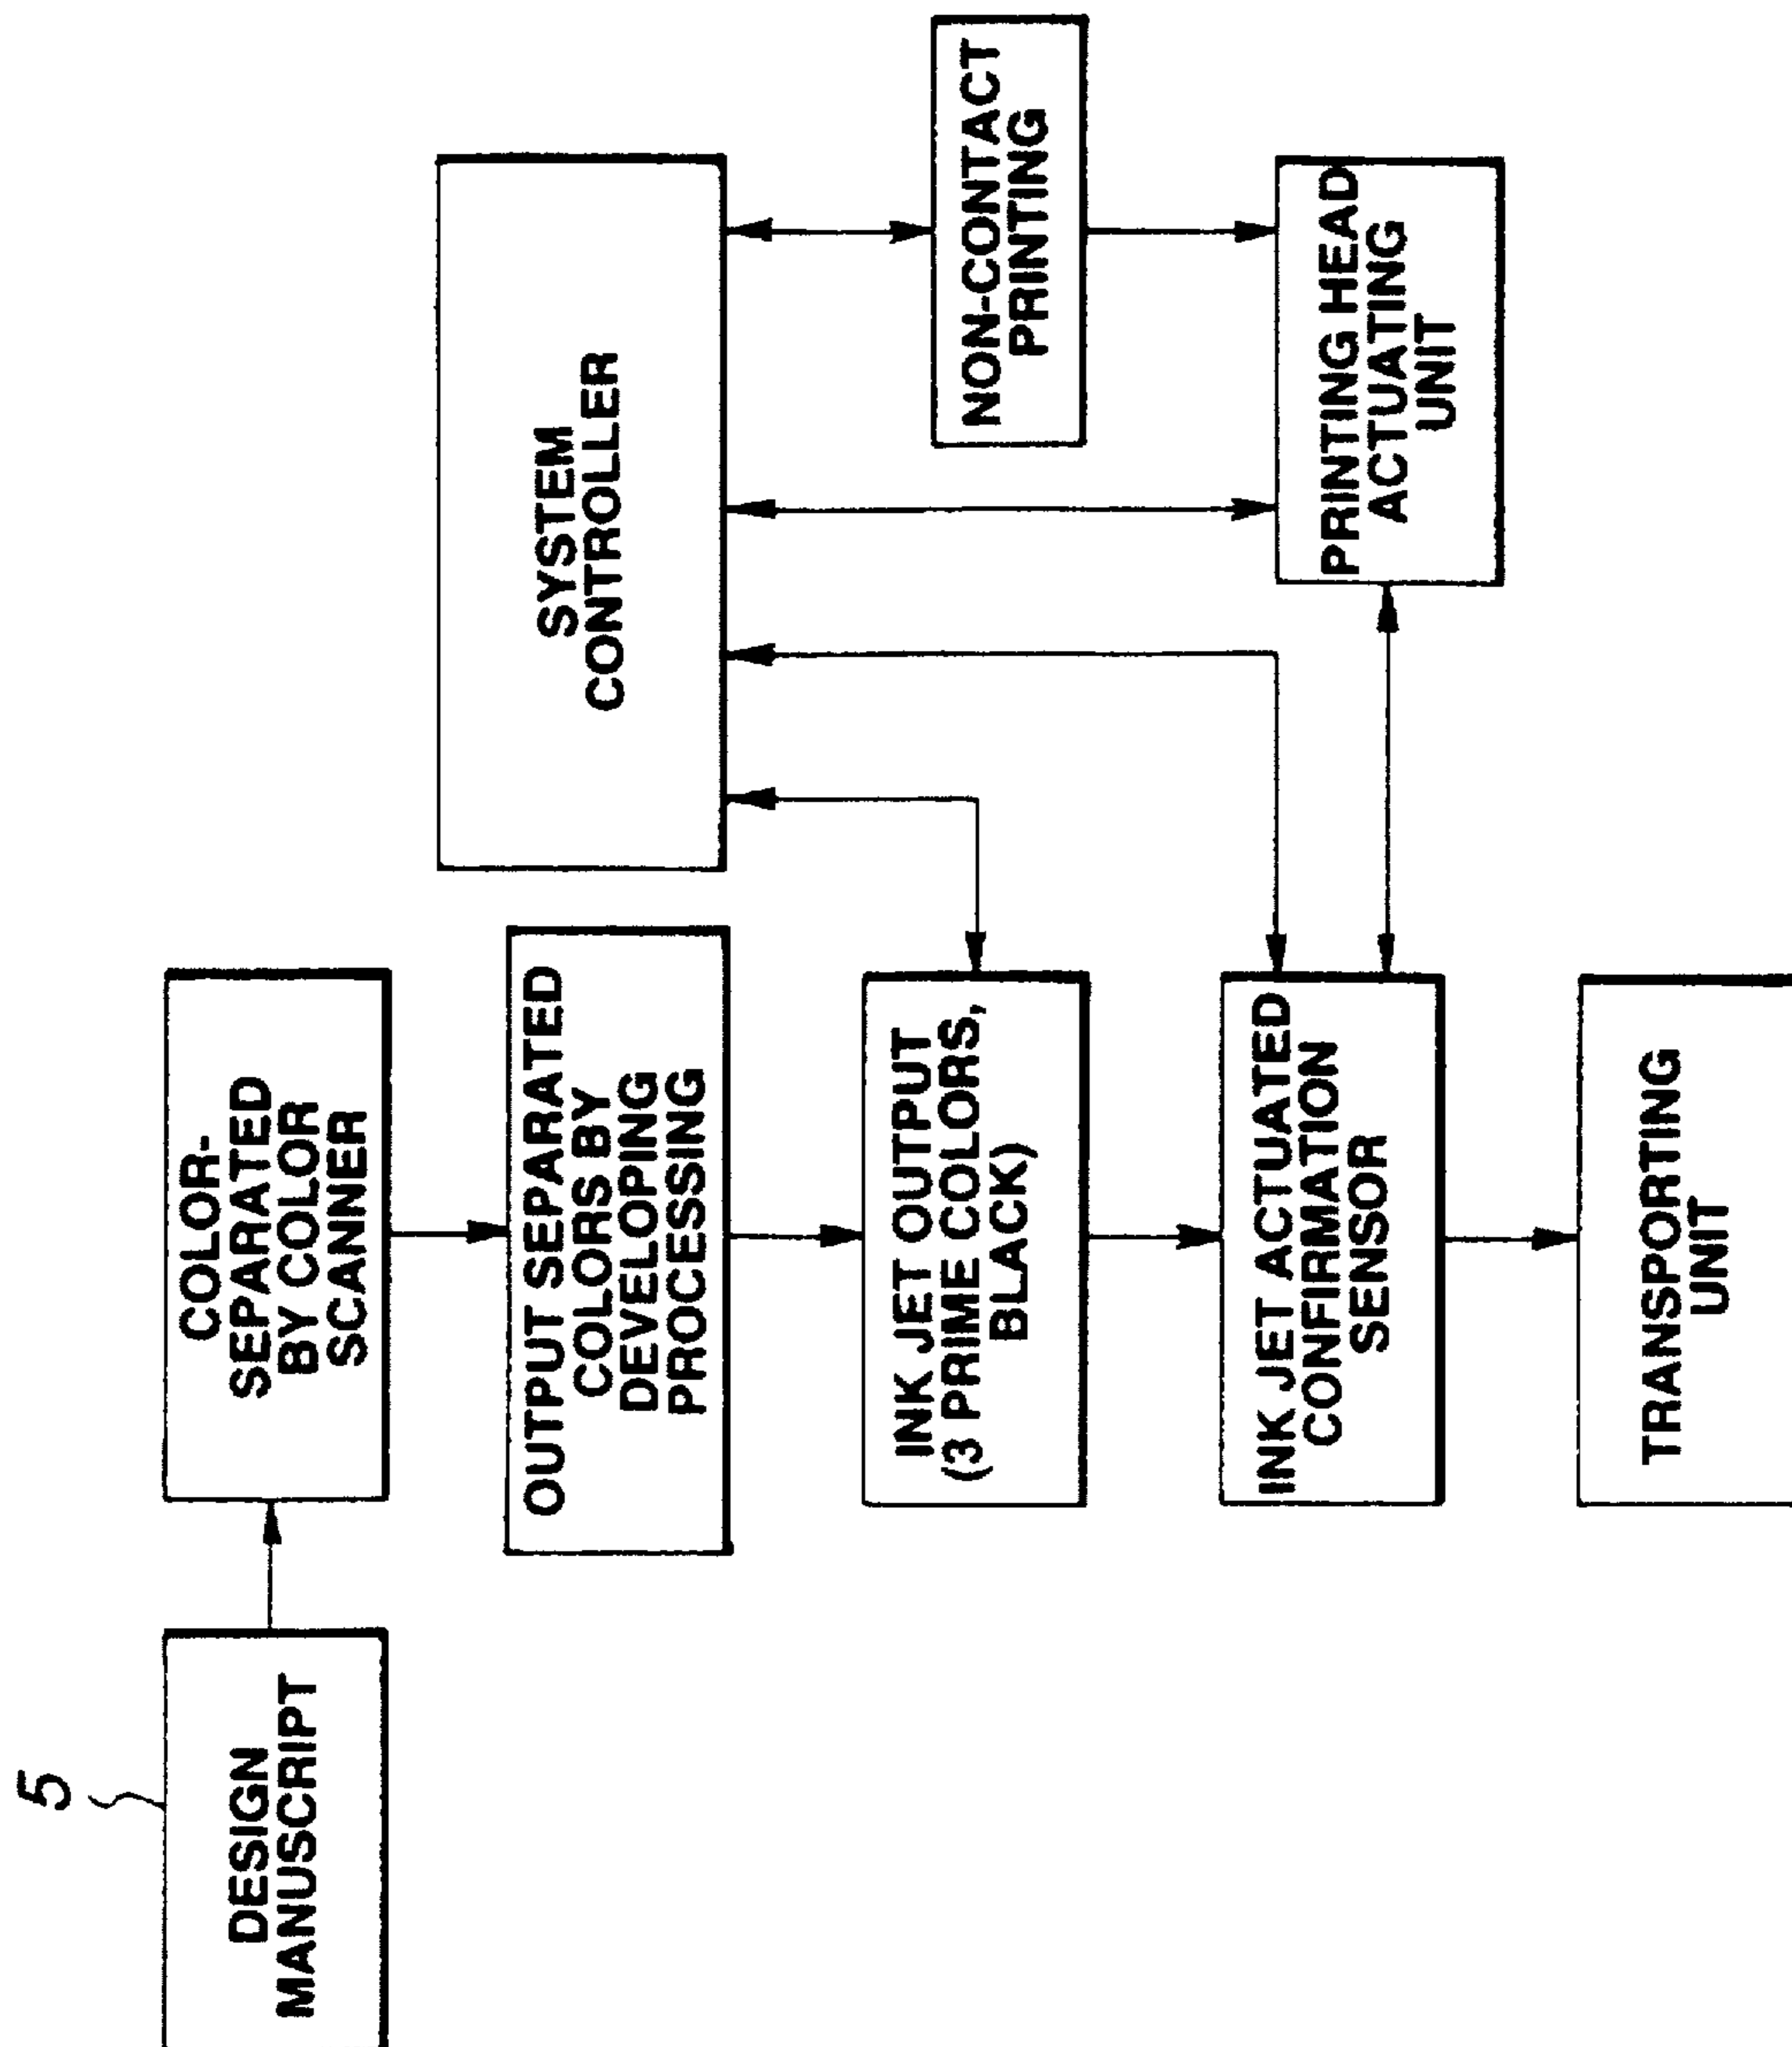 5
DESIGN
MANUSCRIPT
COLOR-
SEPARATED
BY COLOR
SCANNER
OUTPUT SEPARATED
COLORS BY
DEVELOPING
PROCESSING
INK JET OUTPUT
(3 PRIME COLORS,
BLACK)
INK JET ACTUATED
CONFIRMATION
SENSOR
TRANSPORTING
UNIT
SYSTEM
CONTROLLER
NON-CONTACT
PRINTING
PRINTING HEAD
ACTUATING
UNIT